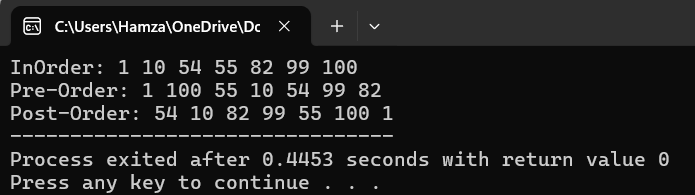 C:\Users\Hamza\OneDrive\Dc
InOrder: 1 10 54 55 82 99 100
Pre-Order: 1 100 55 10 54 99 82
Post-Order: 54 10 82 99 55 100 1
--------------------------------
Process exited after 0.4453 seconds with return value 0
Press any key to continue . . .